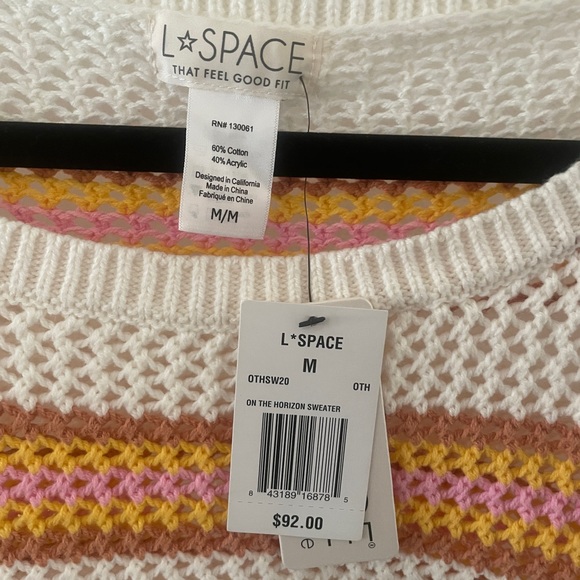 L☆SPACE
THAT FEEL GOOD FIT
RN# 130061
60% Cotton
40% Acrylic
Designed in California
Made in China
Fabriqué en Chine
M/M
L*SPACE
M
OTHSW20 OTH
ON THE HORIZON SWEATER
8 43189 16878 5
$92.00